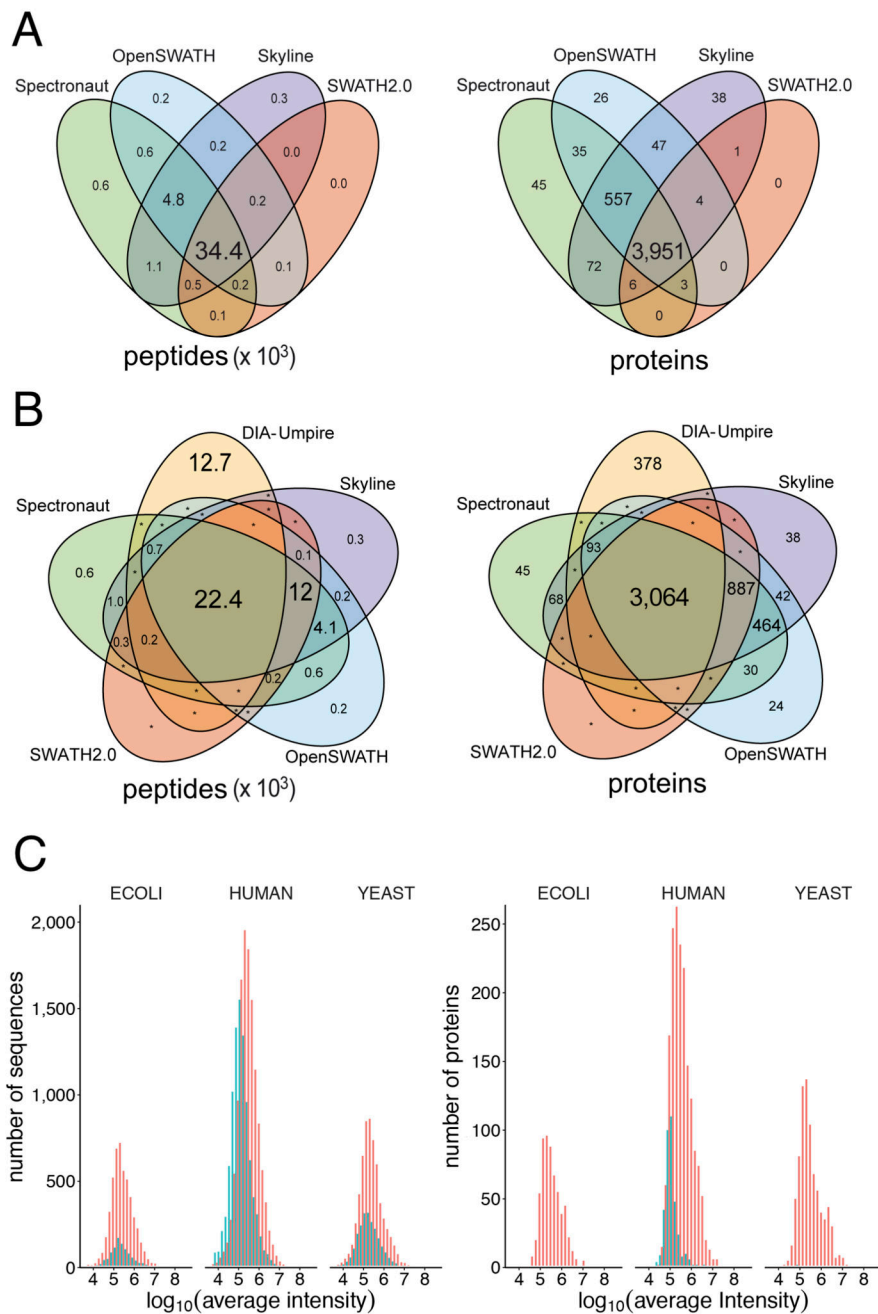 A
OpenSWATH Skyline
Spectronaut SWATH2.0
0.2 0.3
0.6 0.2 0.0
0.6 4.8 0.2 0.0
34.4
1.1 0.5 0.2 0.1
0.1
peptides (x 10³)
OpenSWATH Skyline
Spectronaut SWATH2.0
26 38
35 47 1
45 557 4 0
3,951
72 6 3 0
0
proteins
B
DIA-Umpire
12.7
Skyline
Spectronaut
* * * * * * * *
0.7 0.1 0.3
0.6 *
22.4 12 0.2
1.0 4.1
0.3 0.2
* 0.2 0.6
* * * * * *
0.2
SWATH2.0 OpenSWATH
peptides (x 10³)
DIA-Umpire
378
Skyline
Spectronaut
* * * * * * * *
93 * 38
45 *
3,064 887 42
68 464
* *
* * * * 30
* * * * 24
SWATH2.0 OpenSWATH
proteins
C
ECOLI HUMAN YEAST
number of sequences
2,000
1,500
1,000
500
0
4 5 6 7 8 4 5 6 7 8 4 5 6 7 8
log₁₀(average intensity)
ECOLI HUMAN YEAST
number of proteins
250
200
150
100
50
0
4 5 6 7 8 4 5 6 7 8 4 5 6 7 8
log₁₀(average Intensity)